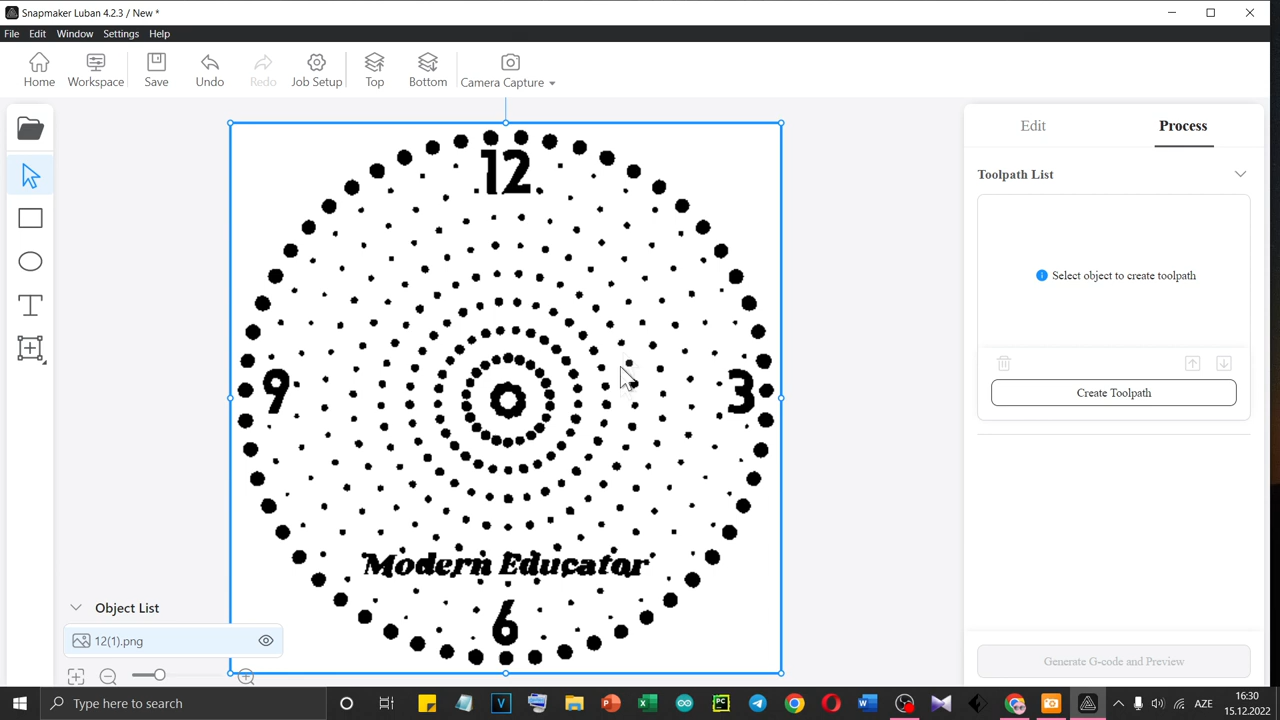 Snapmaker Luban 4.2.3 / New *
File Edit Window Settings Help
Home Workspace Save Undo Redo Job Setup Top Bottom Camera Capture
Edit Process
Toolpath List
Select object to create toolpath
Create Toolpath
12
9
3
Modern Educator
6
Object List
12(1).png
Generate G-code and Preview
Type here to search
AZE
16:30
15.12.2022